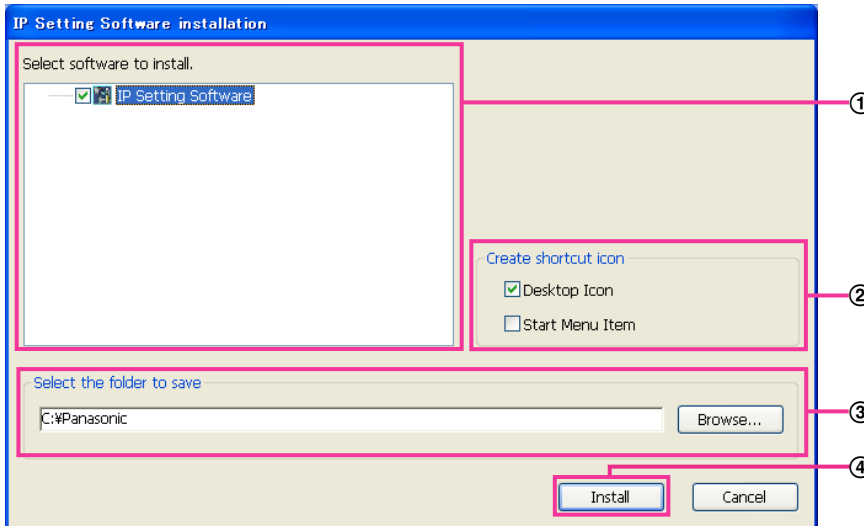 IP Setting Software installation
Select software to install.
IP Setting Software
①
Create shortcut icon
Desktop Icon
②
Start Menu Item
Select the folder to save
C:¥Panasonic
Browse...
③
④
Install
Cancel